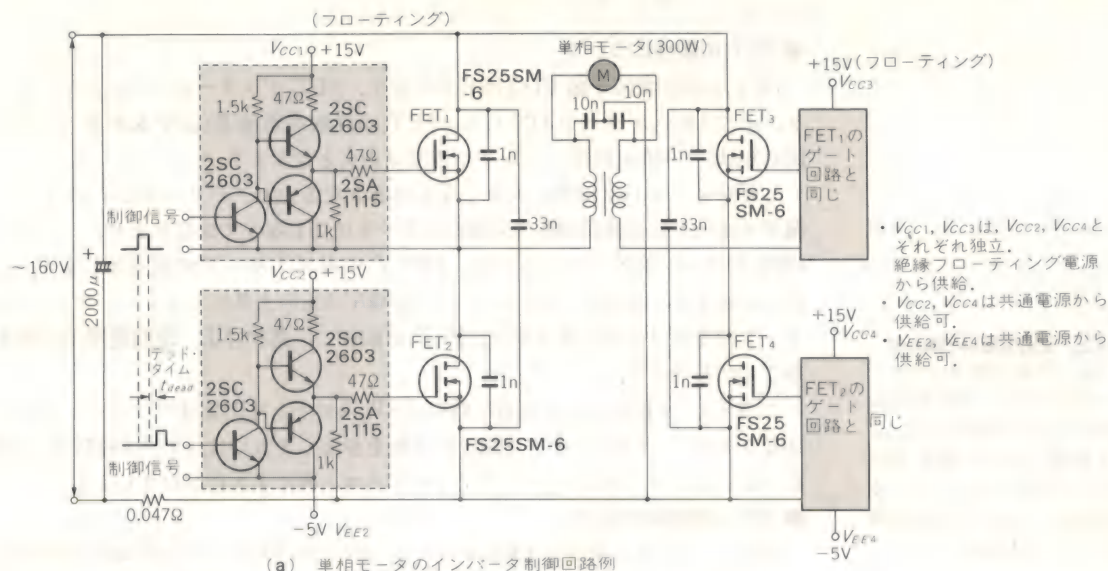 (フローティング)
VCC1 +15V
1.5k
47Ω
2SC
2603
2SC
2603
47Ω
2SA
1115
1k
制御信号
FS25SM
-6
FET1
1n
33n
単相モータ(300W)
M
10n
10n
FET3
1n
FS25
SM-6
33n
+15V(フローティング)
VCC3
FET1の
ゲート
回路と
同じ
~160V
+
2000μ
VCC2 +15V
1.5k
47Ω
2SC
2603
2SC
2603
47Ω
2SA
1115
1k
デッド・
タイム
tdead
制御信号
FET2
1n
FS25SM-6
FET4
1n
FS25
SM-6
+15V
VCC4
FET2の
ゲート
回路と
同じ
0.047Ω
-5V VEE2
VEE4
-5V
・VCC1, VCC3は, VCC2, VCC4と
それぞれ独立.
絶縁フローティング電源
から供給.
・VCC2, VCC4は共通電源から
供給可.
・VEE2, VEE4は共通電源から
供給可.
(a) 単相モータのインバータ制御回路例